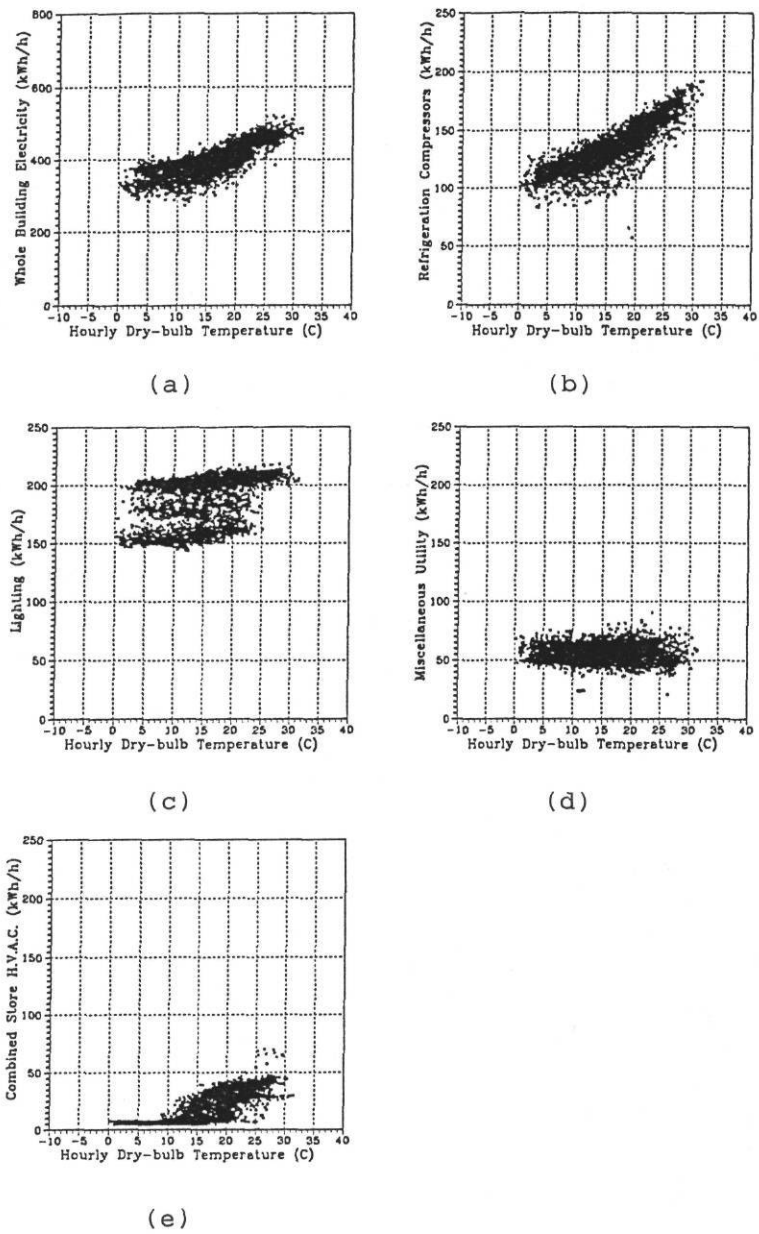 Whole Building Electricity (kWh/h)
800
600
400
200
0
-10 -5 0 5 10 15 20 25 30 35 40
Hourly Dry-bulb Temperature (C)
(a)
Refrigeration Compressors (kWh/h)
250
200
150
100
50
0
-10 -5 0 5 10 15 20 25 30 35 40
Hourly Dry-bulb Temperature (C)
(b)
Lighting (kWh/h)
250
200
150
100
50
0
-10 -5 0 5 10 15 20 25 30 35 40
Hourly Dry-bulb Temperature (C)
(c)
Miscellaneous Utility (kWh/h)
250
200
150
100
50
0
-10 -5 0 5 10 15 20 25 30 35 40
Hourly Dry-bulb Temperature (C)
(d)
Combined Store H.V.A.C. (kWh/h)
250
200
150
100
50
0
-10 -5 0 5 10 15 20 25 30 35 40
Hourly Dry-bulb Temperature (C)
(e)